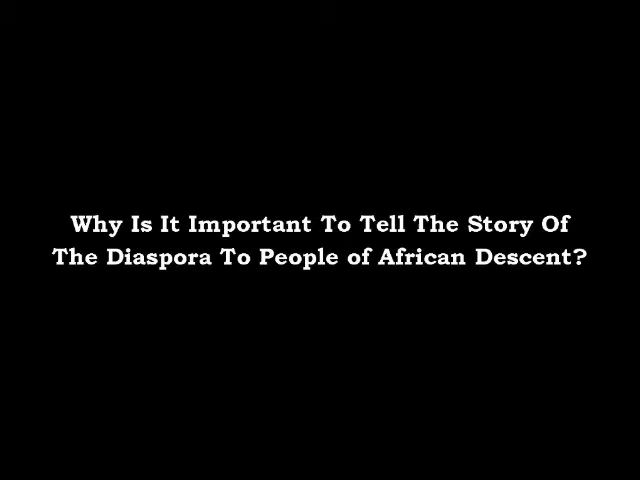 Why Is It Important To Tell The Story Of
The Diaspora To People of African Descent?